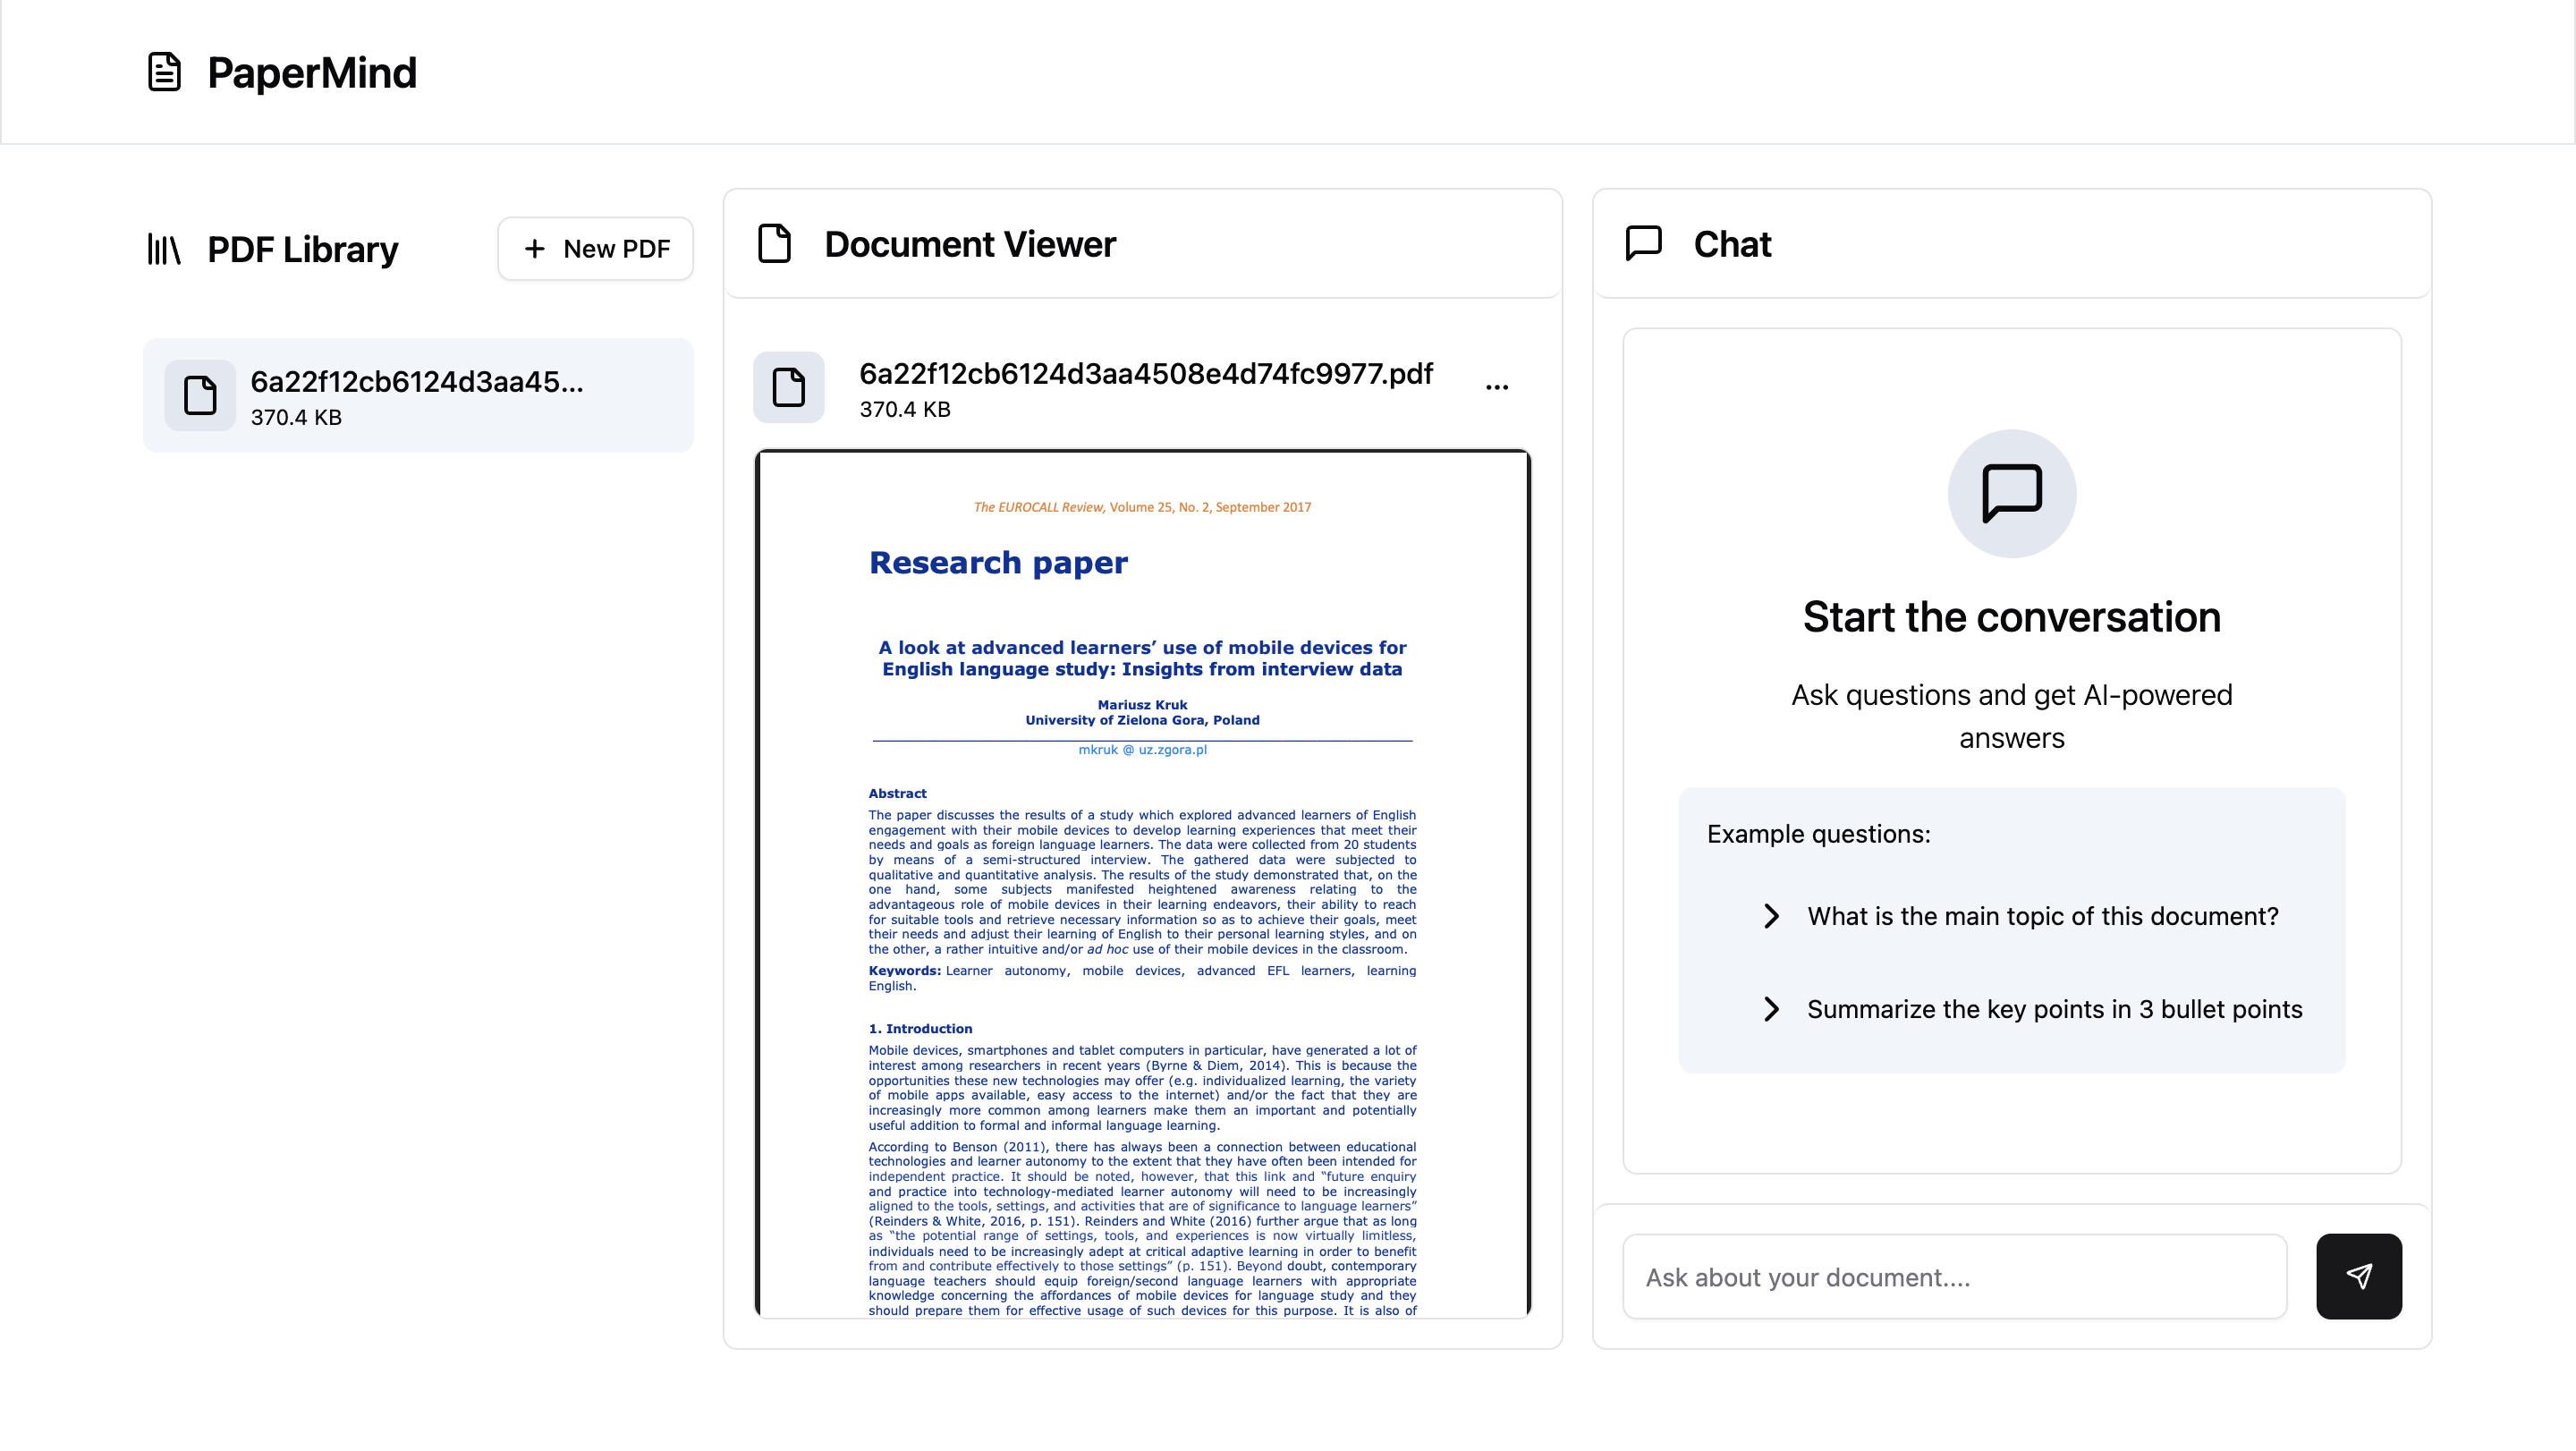 PaperMind
PDF Library
New PDF
6a22f12cb6124d3aa45...
370.4 KB
Document Viewer
6a22f12cb6124d3aa4508e4d74fc9977.pdf
370.4 KB
...
The EUROCALL Review, Volume 25, No. 2, September 2017
Research paper
A look at advanced learners’ use of mobile devices for
English language study: Insights from interview data
Mariusz Kruk
University of Zielona Gora, Poland
mkruk @ uz.zgora.pl
Abstract
The paper discusses the results of a study which explored advanced learners of English
engagement with their mobile devices to develop learning experiences that meet their
needs and goals as foreign language learners. The data were collected from 20 students
by means of a semi-structured interview. The gathered data were subjected to
qualitative and quantitative analysis. The results of the study demonstrated that, on the
one hand, some subjects manifested heightened awareness relating to the
advantageous role of mobile devices in their learning endeavors, their ability to reach
for suitable tools and retrieve necessary information so as to achieve their goals, meet
their needs and adjust their learning of English to their personal learning styles, and on
the other, a rather intuitive and/or ad hoc use of their mobile devices in the classroom.
Keywords: Learner autonomy, mobile devices, advanced EFL learners, learning
English.
1. Introduction
Mobile devices, smartphones and tablet computers in particular, have generated a lot of
interest among researchers in recent years (Byrne & Diem, 2014). This is because the
opportunities these new technologies may offer (e.g. individualized learning, the variety
of mobile apps available, easy access to the internet) and/or the fact that they are
increasingly more common among learners make them an important and potentially
useful addition to formal and informal language learning.
According to Benson (2011), there has always been a connection between educational
technologies and learner autonomy to the extent that they have often been intended for
independent practice. It should be noted, however, that this link and “future enquiry
and practice into technology-mediated learner autonomy will need to be increasingly
aligned to the tools, settings, and activities that are of significance to language learners”
(Reinders & White, 2016, p. 151). Reinders and White (2016) further argue that as long
as “the potential range of settings, tools, and experiences is now virtually limitless,
individuals need to be increasingly adept at critical adaptive learning in order to benefit
from and contribute effectively to those settings” (p. 151). Beyond doubt, contemporary
language teachers should equip foreign/second language learners with appropriate
knowledge concerning the affordances of mobile devices for language study and they
should prepare them for effective usage of such devices for this purpose. It is also of
Chat
Start the conversation
Ask questions and get AI-powered
answers
Example questions:
What is the main topic of this document?
Summarize the key points in 3 bullet points
Ask about your document....